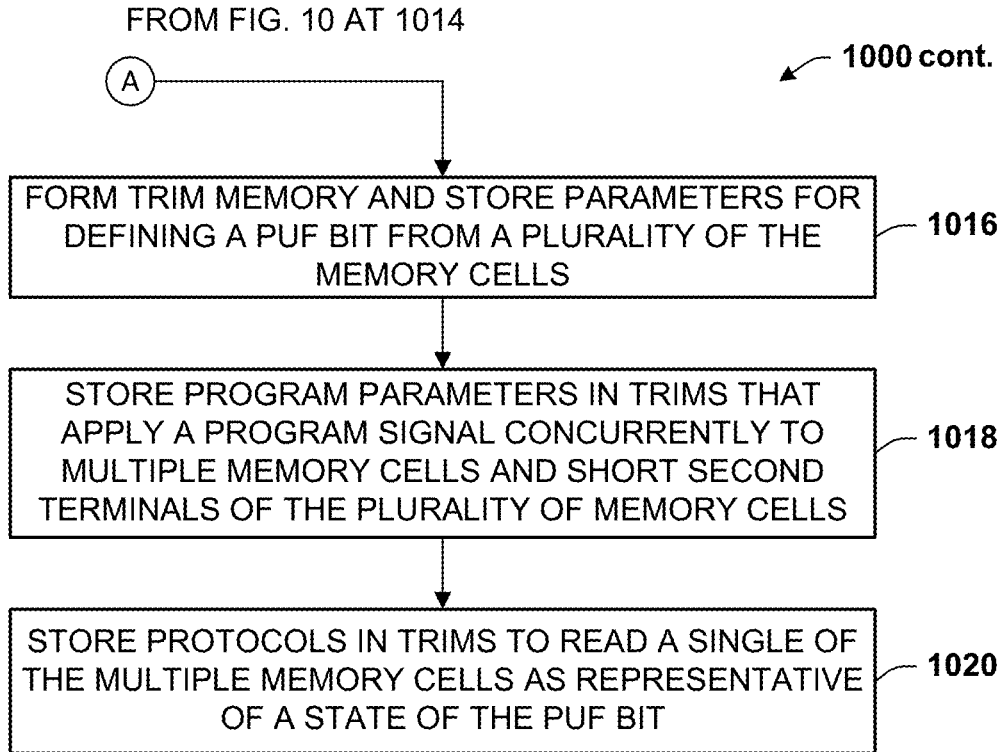 FROM FIG. 10 AT 1014
A
1000 cont.
FORM TRIM MEMORY AND STORE PARAMETERS FOR
DEFINING A PUF BIT FROM A PLURALITY OF THE
MEMORY CELLS
1016
STORE PROGRAM PARAMETERS IN TRIMS THAT
APPLY A PROGRAM SIGNAL CONCURRENTLY TO
MULTIPLE MEMORY CELLS AND SHORT SECOND
TERMINALS OF THE PLURALITY OF MEMORY CELLS
1018
STORE PROTOCOLS IN TRIMS TO READ A SINGLE OF
THE MULTIPLE MEMORY CELLS AS REPRESENTATIVE
OF A STATE OF THE PUF BIT
1020